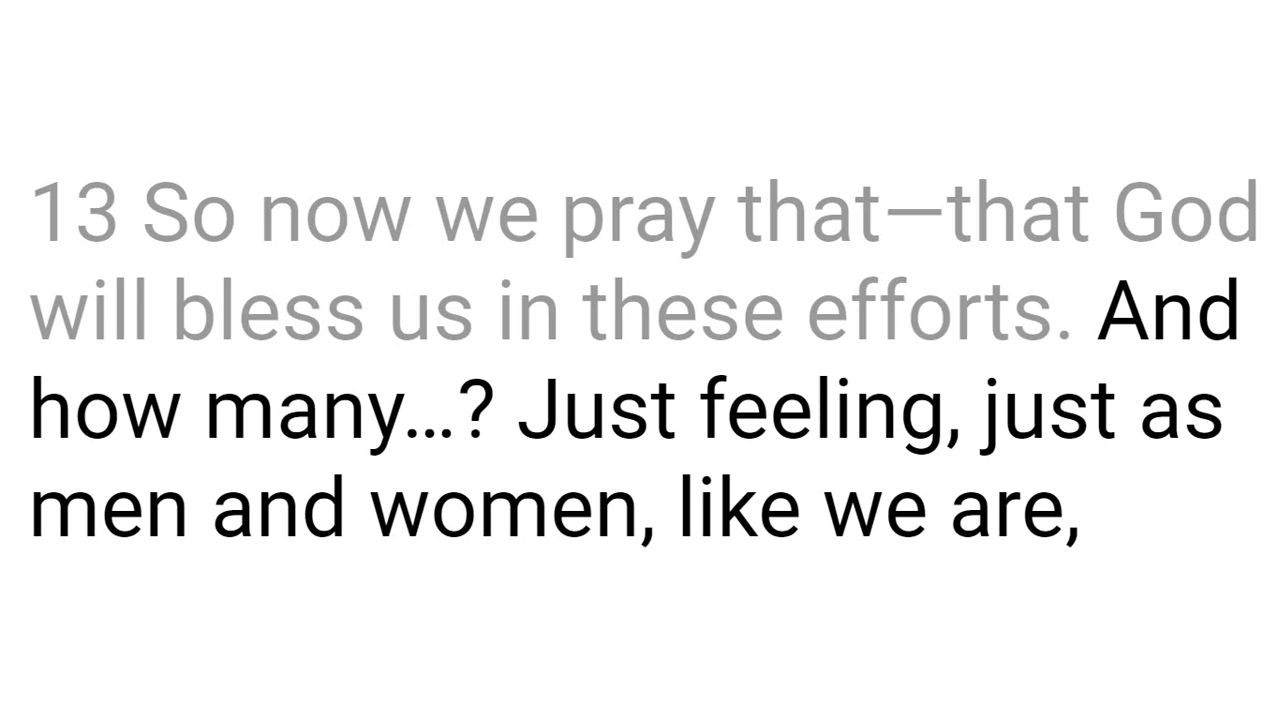 13 So now we pray that—that God
will bless us in these efforts. And
how many...? Just feeling, just as
men and women, like we are,